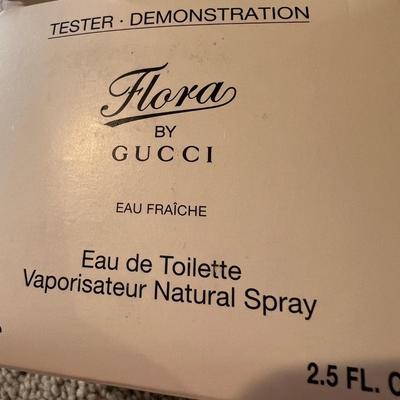 TESTER · DEMONSTRATION
Flora
BY
GUCCI
EAU FRAÎCHE
Eau de Toilette
Vaporisateur Natural Spray
2.5 FL.